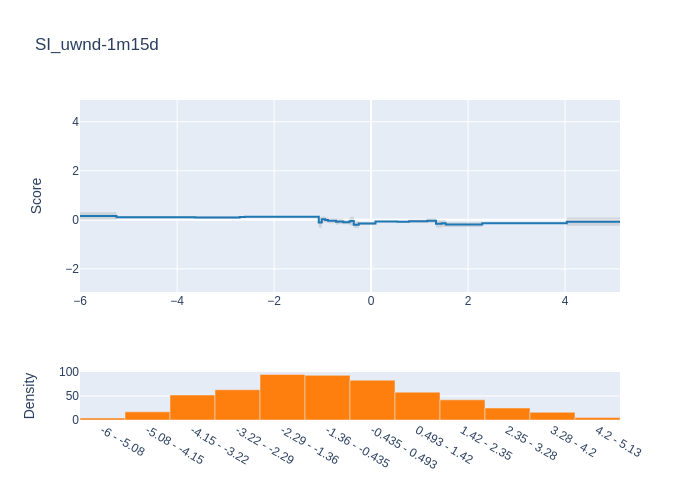 SI_uwnd-1m15d
Score
4
2
0
−2
−6
−4
−2
0
2
4
Density
100
50
0
-6 - -5.08
-5.08 - -4.15
-4.15 - -3.22
-3.22 - -2.29
-2.29 - -1.36
-1.36 - -0.435
-0.435 - 0.493
0.493 - 1.42
1.42 - 2.35
2.35 - 3.28
3.28 - 4.2
4.2 - 5.13